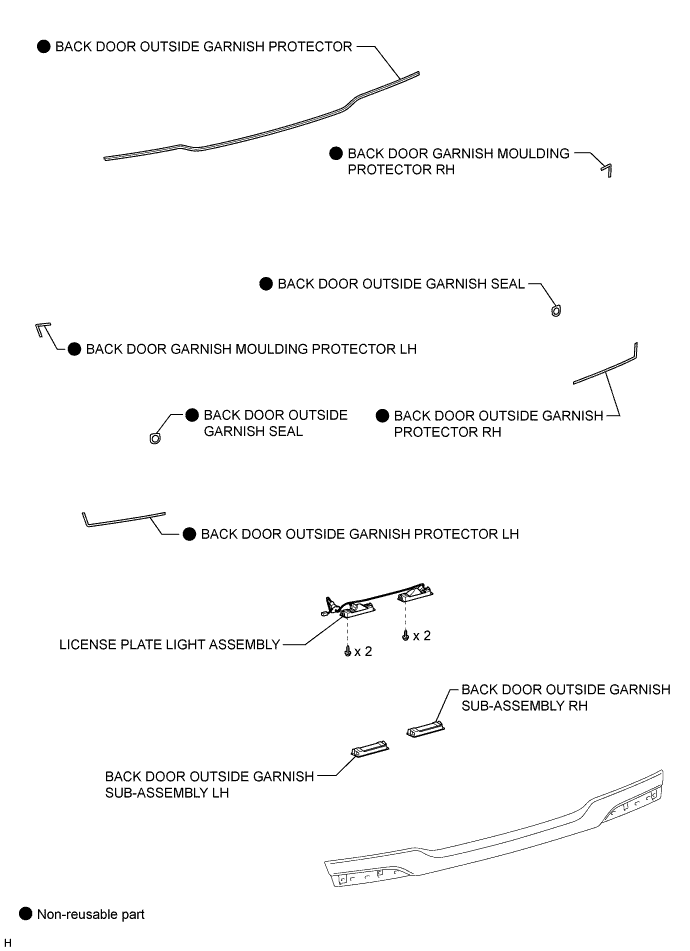 BACK DOOR OUTSIDE GARNISH PROTECTOR
BACK DOOR GARNISH MOULDING
PROTECTOR RH
BACK DOOR OUTSIDE GARNISH SEAL
BACK DOOR GARNISH MOULDING PROTECTOR LH
BACK DOOR OUTSIDE
GARNISH SEAL
BACK DOOR OUTSIDE GARNISH
PROTECTOR RH
BACK DOOR OUTSIDE GARNISH PROTECTOR LH
x 2
LICENSE PLATE LIGHT ASSEMBLY
x 2
BACK DOOR OUTSIDE GARNISH
SUB-ASSEMBLY RH
BACK DOOR OUTSIDE GARNISH
SUB-ASSEMBLY LH
Non-reusable part
H